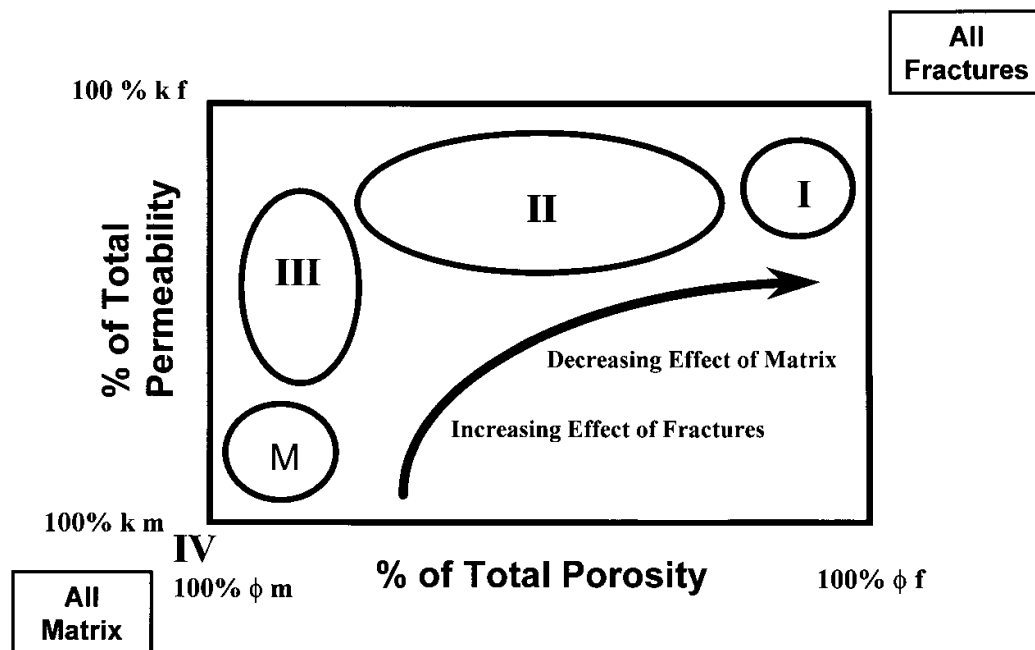 All
Fractures
100 % k f
% of Total
Permeability
I
II
III
Decreasing Effect of Matrix
Increasing Effect of Fractures
M
100% k m
IV
100% ϕ m
% of Total Porosity
100% ϕ f
All
Matrix